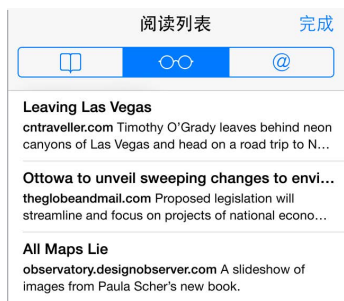 阅读列表 完成
@
Leaving Las Vegas
cntraveller.com Timothy O'Grady leaves behind neon
canyons of Las Vegas and head on a road trip to N...
Ottowa to unveil sweeping changes to envi...
theglobeandmail.com Proposed legislation will
streamline and focus on projects of national econo...
All Maps Lie
observatory.designobserver.com A slideshow of
images from Paula Scher's new book.